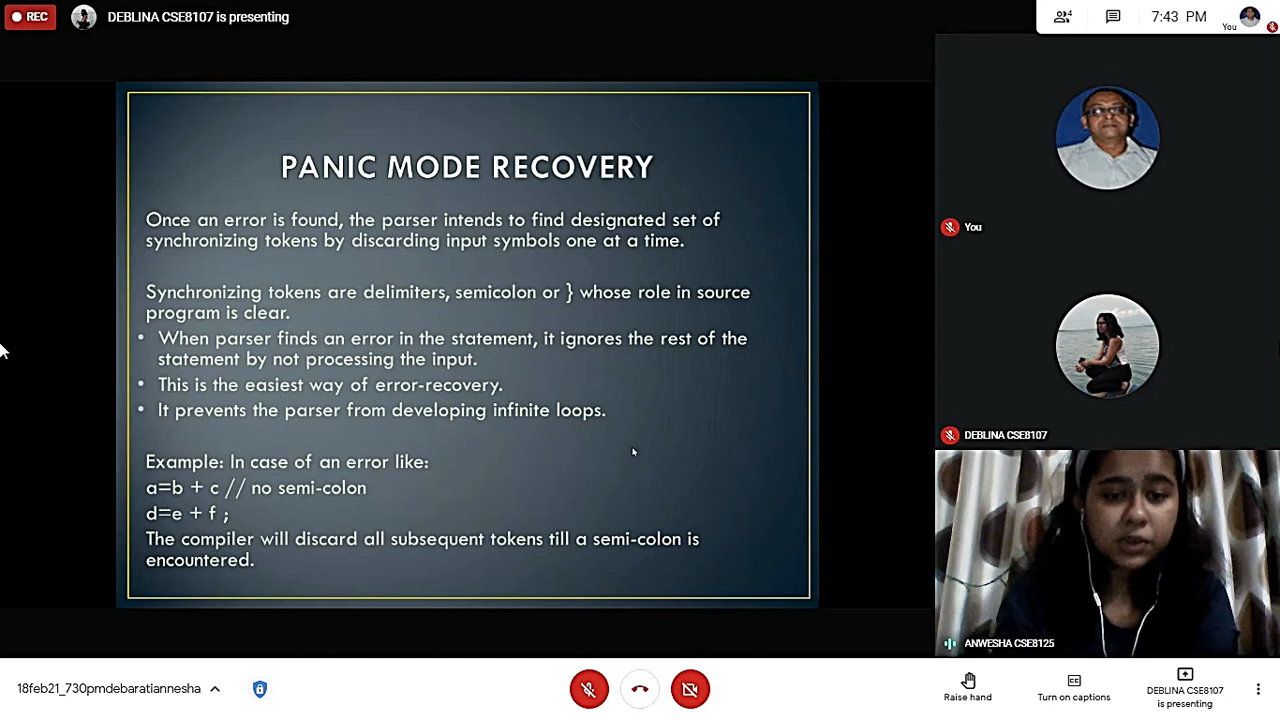 REC
DEBLINA CSE8107 is presenting
4
7:43 PM
You
PANIC MODE RECOVERY
Once an error is found, the parser intends to find designated set of
synchronizing tokens by discarding input symbols one at a time.
Synchronizing tokens are delimiters, semicolon or } whose role in source
program is clear.
• When parser finds an error in the statement, it ignores the rest of the
statement by not processing the input.
• This is the easiest way of error-recovery.
• It prevents the parser from developing infinite loops.
Example: In case of an error like:
a=b + c // no semi-colon
d=e + f ;
The compiler will discard all subsequent tokens till a semi-colon is
encountered.
You
DEBLINA CSE8107
ANWESHA CSE8125
18feb21_730pmdebaratiannesha
Raise hand
CC
Turn on captions
DEBLINA CSE8107
is presenting